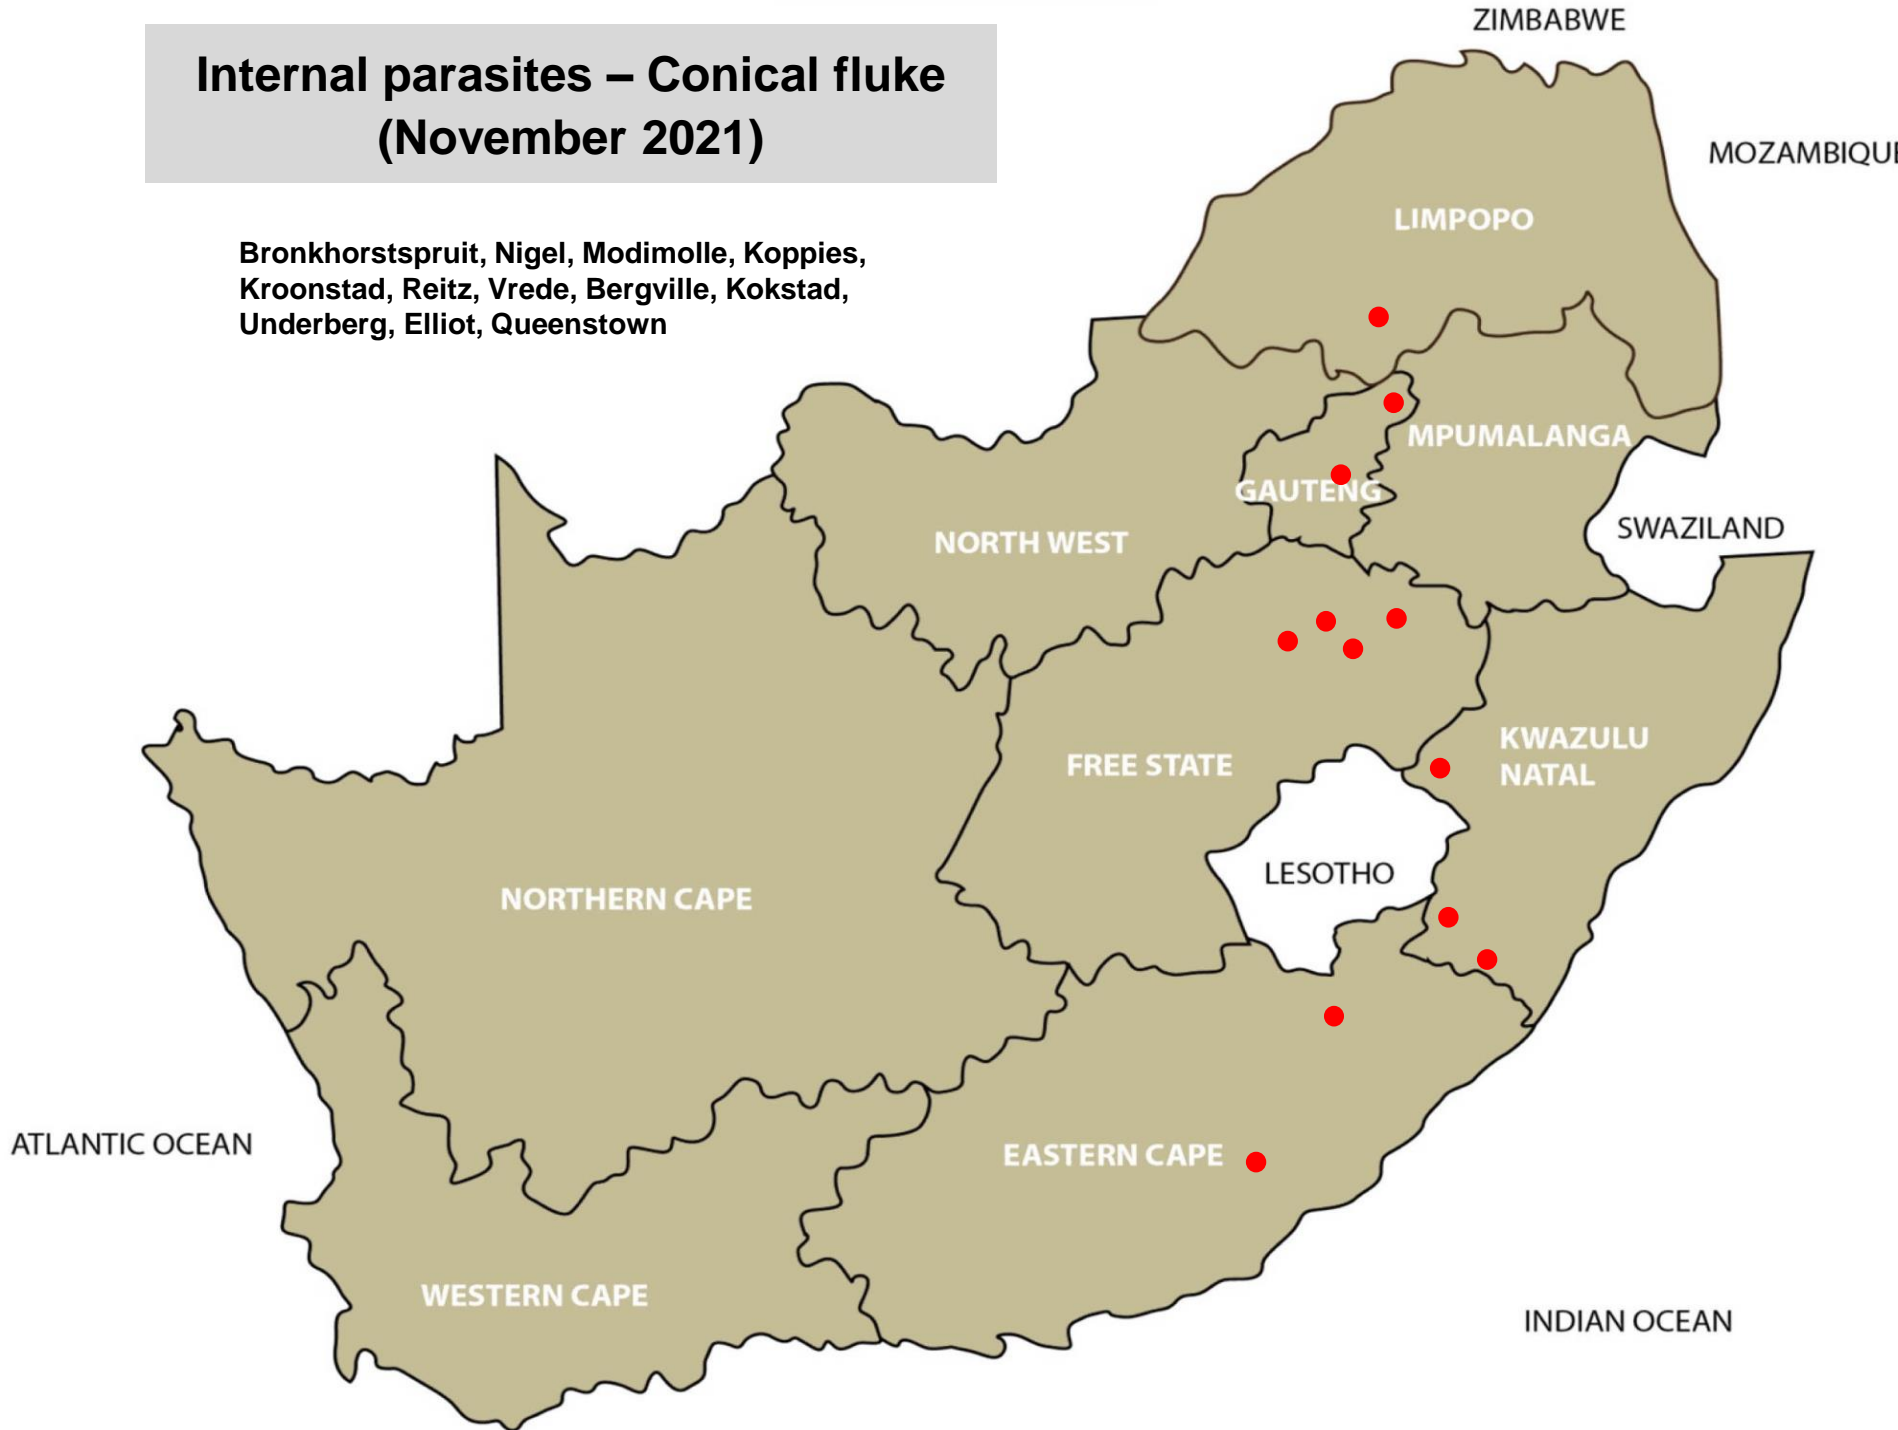 Internal parasites – Conical fluke
(November 2021)
Bronkhorstspruit, Nigel, Modimolle, Koppies,
Kroonstad, Reitz, Vrede, Bergville, Kokstad,
Underberg, Elliot, Queenstown
ZIMBABWE
MOZAMBIQUE
LIMPOPO
MPUMALANGA
GAUTENG
SWAZILAND
NORTH WEST
KWAZULU
NATAL
FREE STATE
LESOTHO
NORTHERN CAPE
ATLANTIC OCEAN
EASTERN CAPE
WESTERN CAPE
INDIAN OCEAN